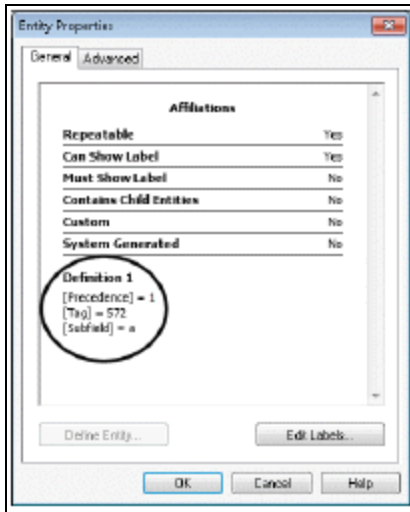 Entity Properties
General Advanced
Affiliations
Repeatable Yes
Can Show Label Yes
Must Show Label No
Contains Child Entities No
Custom No
System Generated No
Definition 1
[Precedence] = 1
[Tag] = 572
[Subfield] = a
Define Entity... Edit Labels...
OK Cancel Help